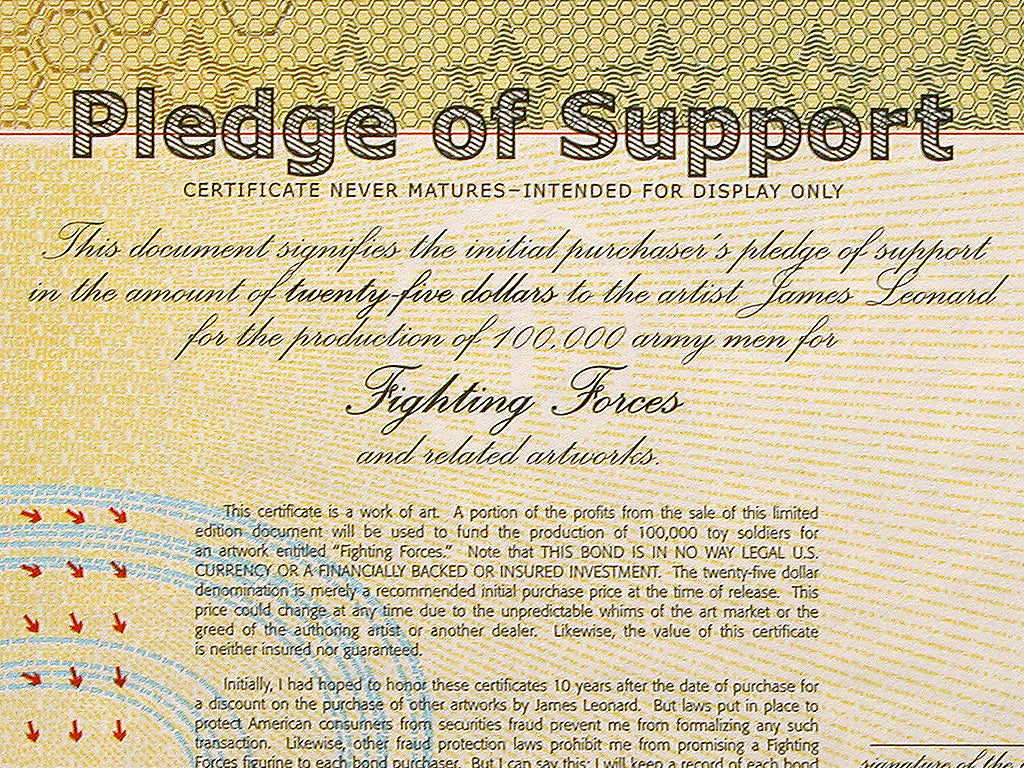 Pledge of Support
CERTIFICATE NEVER MATURES–INTENDED FOR DISPLAY ONLY
This document signifies the initial purchaser's pledge of support
in the amount of twenty-five dollars to the artist James Leonard
for the production of 100,000 army men for
Fighting Forces
and related artworks.
This certificate is a work of art. A portion of the profits from the sale of this limited
edition document will be used to fund the production of 100,000 toy soldiers for
an artwork entitled "Fighting Forces." Note that THIS BOND IS IN NO WAY LEGAL U.S.
CURRENCY OR A FINANCIALLY BACKED OR INSURED INVESTMENT. The twenty-five dollar
denomination is merely a recommended initial purchase price at the time of release. This
price could change at any time due to the unpredictable whims of the art market or the
greed of the authoring artist or another dealer. Likewise, the value of this certificate
is neither insured nor guaranteed.
Initially, I had hoped to honor these certificates 10 years after the date of purchase for
a discount on the purchase of other artworks by James Leonard. But laws put in place to
protect American consumers from securities fraud prevent me from formalizing any such
transaction. Likewise, other fraud protection laws prohibit me from promising a Fighting
Forces figurine to each bond purchaser. But I can say this: I will keep a record of each bond
signature of the